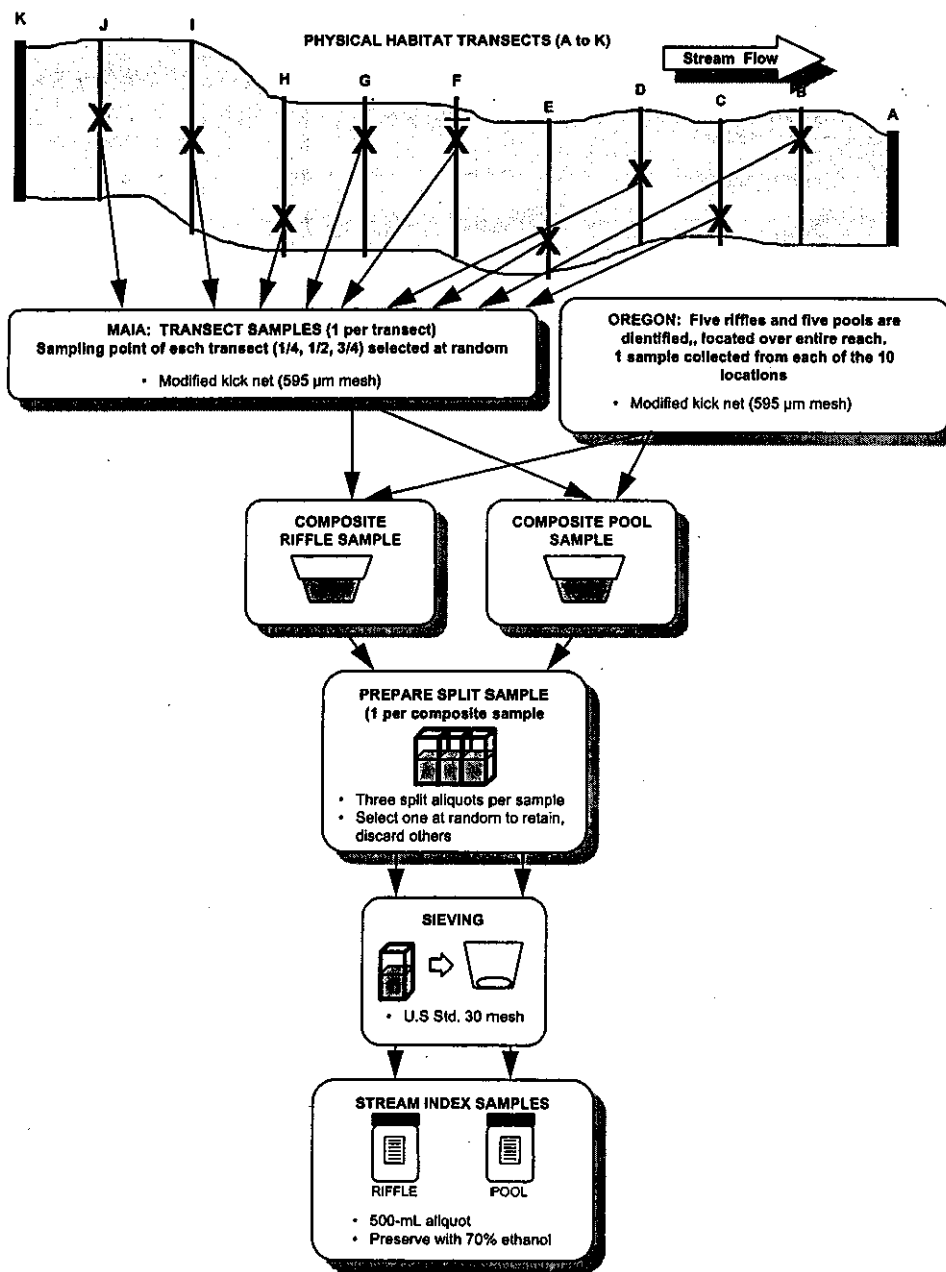 K
J
I
PHYSICAL HABITAT TRANSECTS (A to K)
Stream Flow
H
G
F
E
D
C
B
A
X
X
X
X
X
X
X
X
X
MAIA: TRANSECT SAMPLES (1 per transect)
Sampling point of each transect (1/4, 1/2, 3/4) selected at random
• Modified kick net (595 µm mesh)
OREGON: Five riffles and five pools are
dientified,, located over entire reach.
1 sample collected from each of the 10
locations
• Modified kick net (595 µm mesh)
COMPOSITE
RIFFLE SAMPLE
COMPOSITE POOL
SAMPLE
PREPARE SPLIT SAMPLE
(1 per composite sample
• Three split aliquots per sample
• Select one at random to retain,
discard others
SIEVING
• U.S Std. 30 mesh
STREAM INDEX SAMPLES
RIFFLE
POOL
• 500-mL aliquot
• Preserve with 70% ethanol